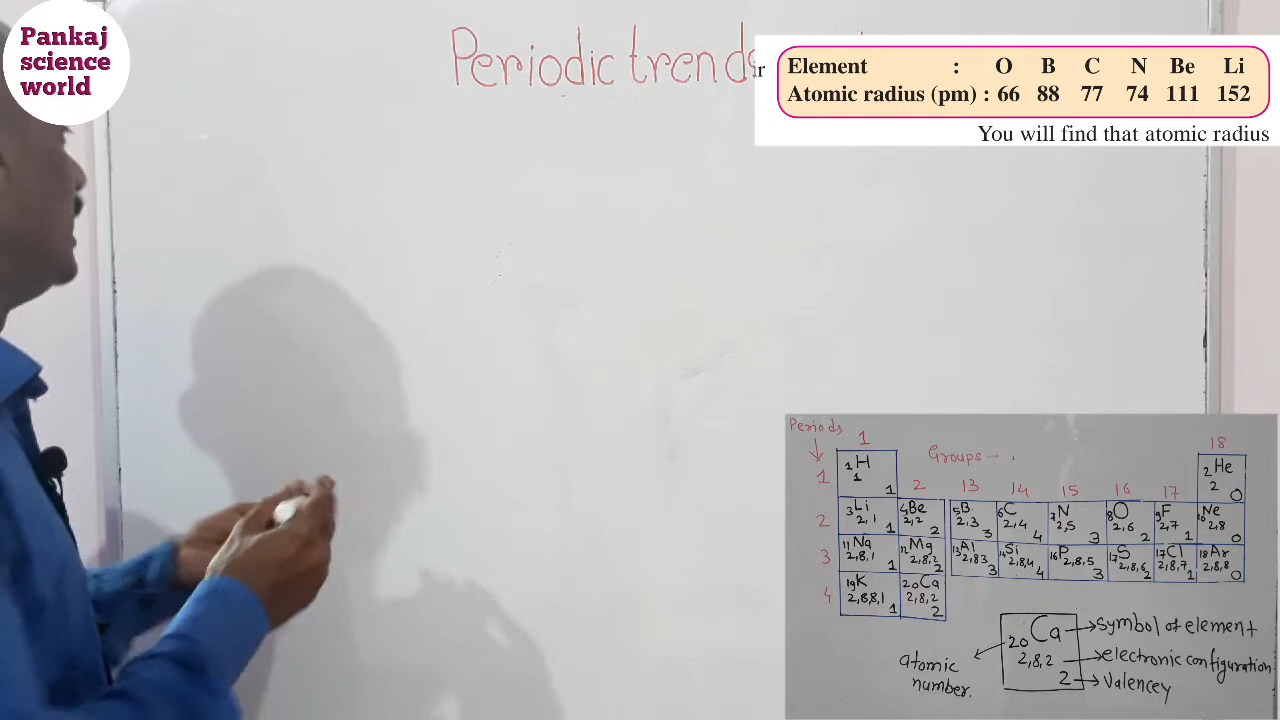 Pankaj
science
world
Periodic trends
Element : O B C N Be Li
Atomic radius (pm) : 66 88 77 74 111 152
You will find that atomic radius
Periods
1
18
Groups –
1
1H
1
1
2
13
14
15
16
17
2He
2
0
2
3Li
2,1
1
4Be
2,2
2
5B
2,3
3
6C
2,4
4
7N
2,5
3
8O
2,6
2
9F
2,7
1
10Ne
2,8
0
3
11Na
2,8,1
1
12Mg
2,8,2
2
13Al
2,83
3
14Si
2,8,4
4
16P
2,8,5
3
17S
2,8,6
2
17Cl
2,8,7
1
18Ar
2,8,8
0
4
19K
2,8,8,1
1
20Ca
2,8,2
2
20Ca
symbol of element
2,8,2
electronic configuration
2
Valencey
atomic
number.